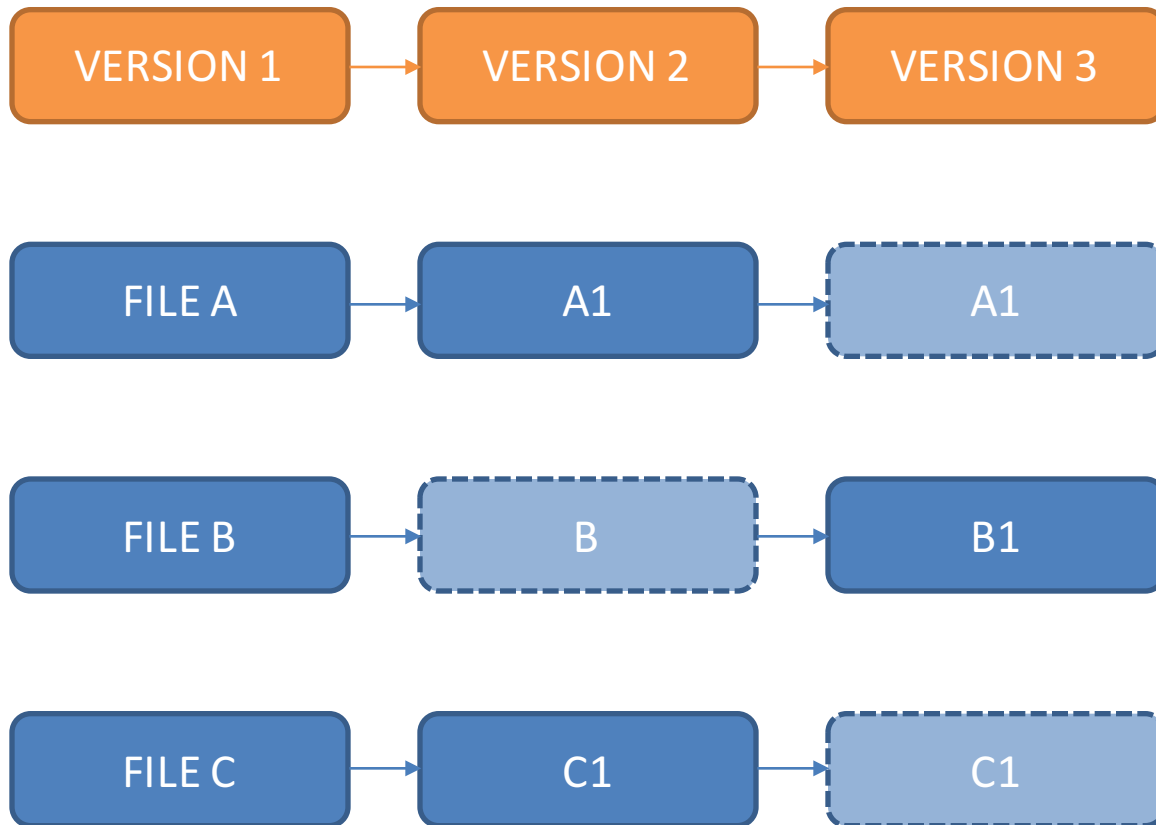 VERSION 1
VERSION 2
VERSION 3
FILE A
A1
A1
FILE B
B
B1
FILE C
C1
C1